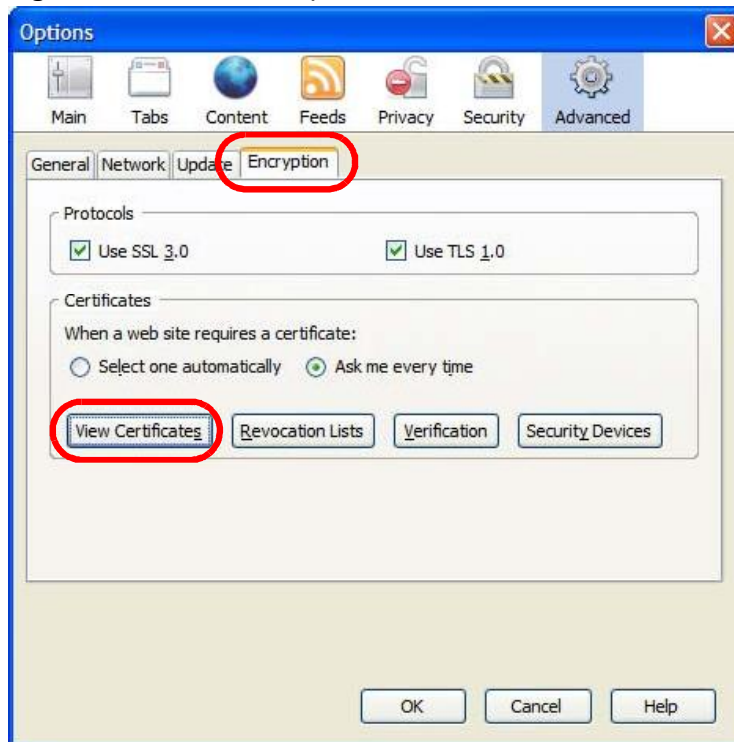 Options
Main Tabs Content Feeds Privacy Security Advanced
General Network Update Encryption
Protocols
Use SSL 3.0 Use TLS 1.0
Certificates
When a web site requires a certificate:
Select one automatically Ask me every time
View Certificates Revocation Lists Verification Security Devices
OK Cancel Help